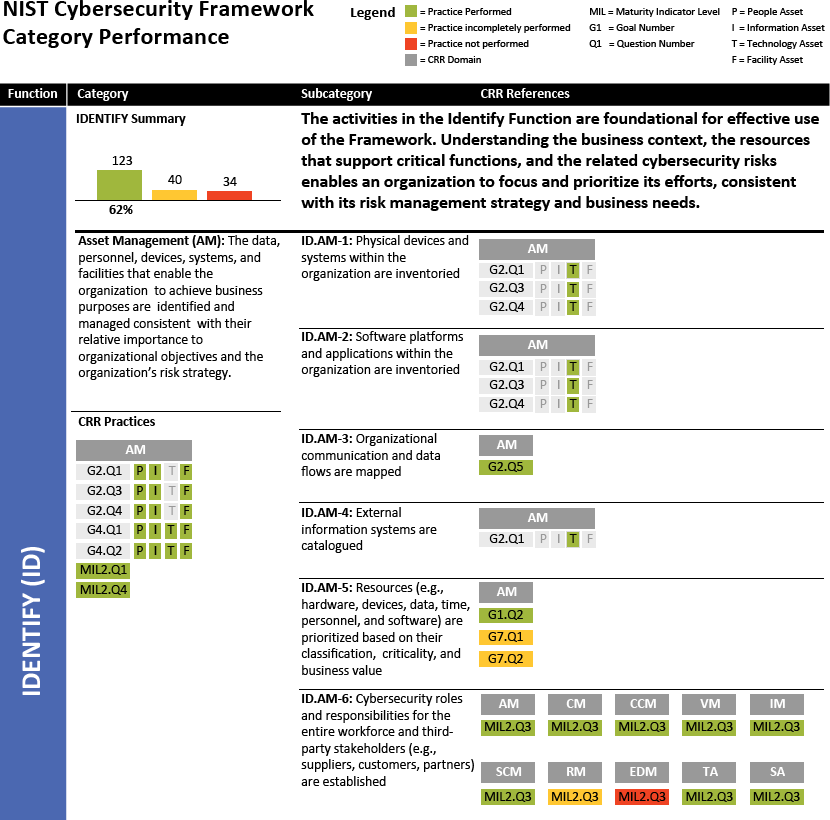 NIST Cybersecurity Framework
Category Performance
Legend
= Practice Performed
= Practice incompletely performed
= Practice not performed
= CRR Domain
MIL = Maturity Indicator Level
G1 = Goal Number
Q1 = Question Number
P = People Asset
I = Information Asset
T = Technology Asset
F = Facility Asset
Function Category Subcategory CRR References
IDENTIFY (ID)
IDENTIFY Summary
123 40 34
62%
The activities in the Identify Function are foundational for effective use
of the Framework. Understanding the business context, the resources
that support critical functions, and the related cybersecurity risks
enables an organization to focus and prioritize its efforts, consistent
with its risk management strategy and business needs.
Asset Management (AM): The data,
personnel, devices, systems, and
facilities that enable the
organization to achieve business
purposes are identified and
managed consistent with their
relative importance to
organizational objectives and the
organization's risk strategy.
CRR Practices
AM
G2.Q1 P I T F
G2.Q3 P I T F
G2.Q4 P I T F
G4.Q1 P I T F
G4.Q2 P I T F
MIL2.Q1
MIL2.Q4
ID.AM-1: Physical devices and
systems within the
organization are inventoried
AM
G2.Q1 P I T F
G2.Q3 P I T F
G2.Q4 P I T F
ID.AM-2: Software platforms
and applications within the
organization are inventoried
AM
G2.Q1 P I T F
G2.Q3 P I T F
G2.Q4 P I T F
ID.AM-3: Organizational
communication and data
flows are mapped
AM
G2.Q5
ID.AM-4: External
information systems are
catalogued
AM
G2.Q1 P I T F
ID.AM-5: Resources (e.g.,
hardware, devices, data, time,
personnel, and software) are
prioritized based on their
classification, criticality, and
business value
AM
G1.Q2
G7.Q1
G7.Q2
ID.AM-6: Cybersecurity roles
and responsibilities for the
entire workforce and third-
party stakeholders (e.g.,
suppliers, customers, partners)
are established
AM CM CCM VM IM
MIL2.Q3 MIL2.Q3 MIL2.Q3 MIL2.Q3 MIL2.Q3
SCM RM EDM TA SA
MIL2.Q3 MIL2.Q3 MIL2.Q3 MIL2.Q3 MIL2.Q3